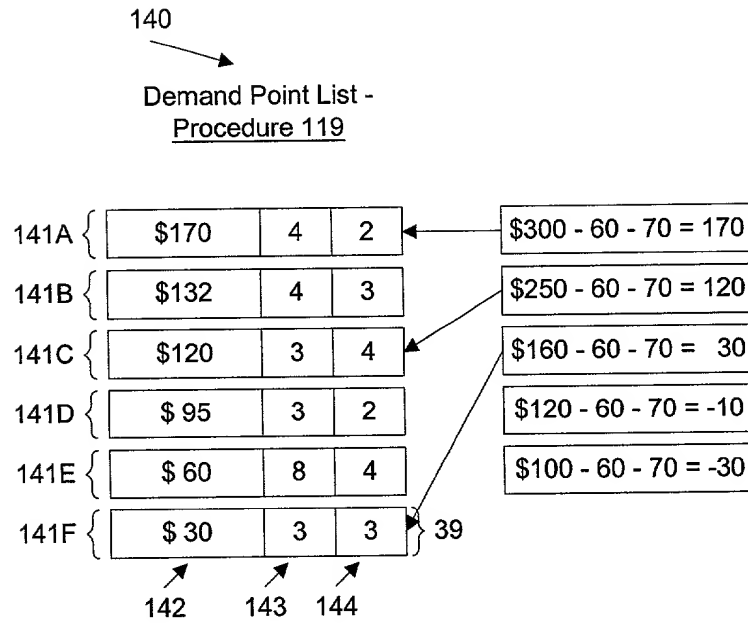 140
Demand Point List -
Procedure 119
141A $170 4 2 $300 - 60 - 70 = 170
141B $132 4 3 $250 - 60 - 70 = 120
141C $120 3 4 $160 - 60 - 70 = 30
141D $ 95 3 2 $120 - 60 - 70 = -10
141E $ 60 8 4 $100 - 60 - 70 = -30
141F $ 30 3 3 39
142 143 144